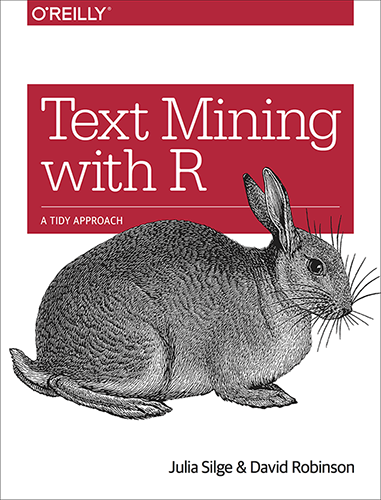 O'REILLY®
Text Mining
with R
A TIDY APPROACH
Julia Silge & David Robinson